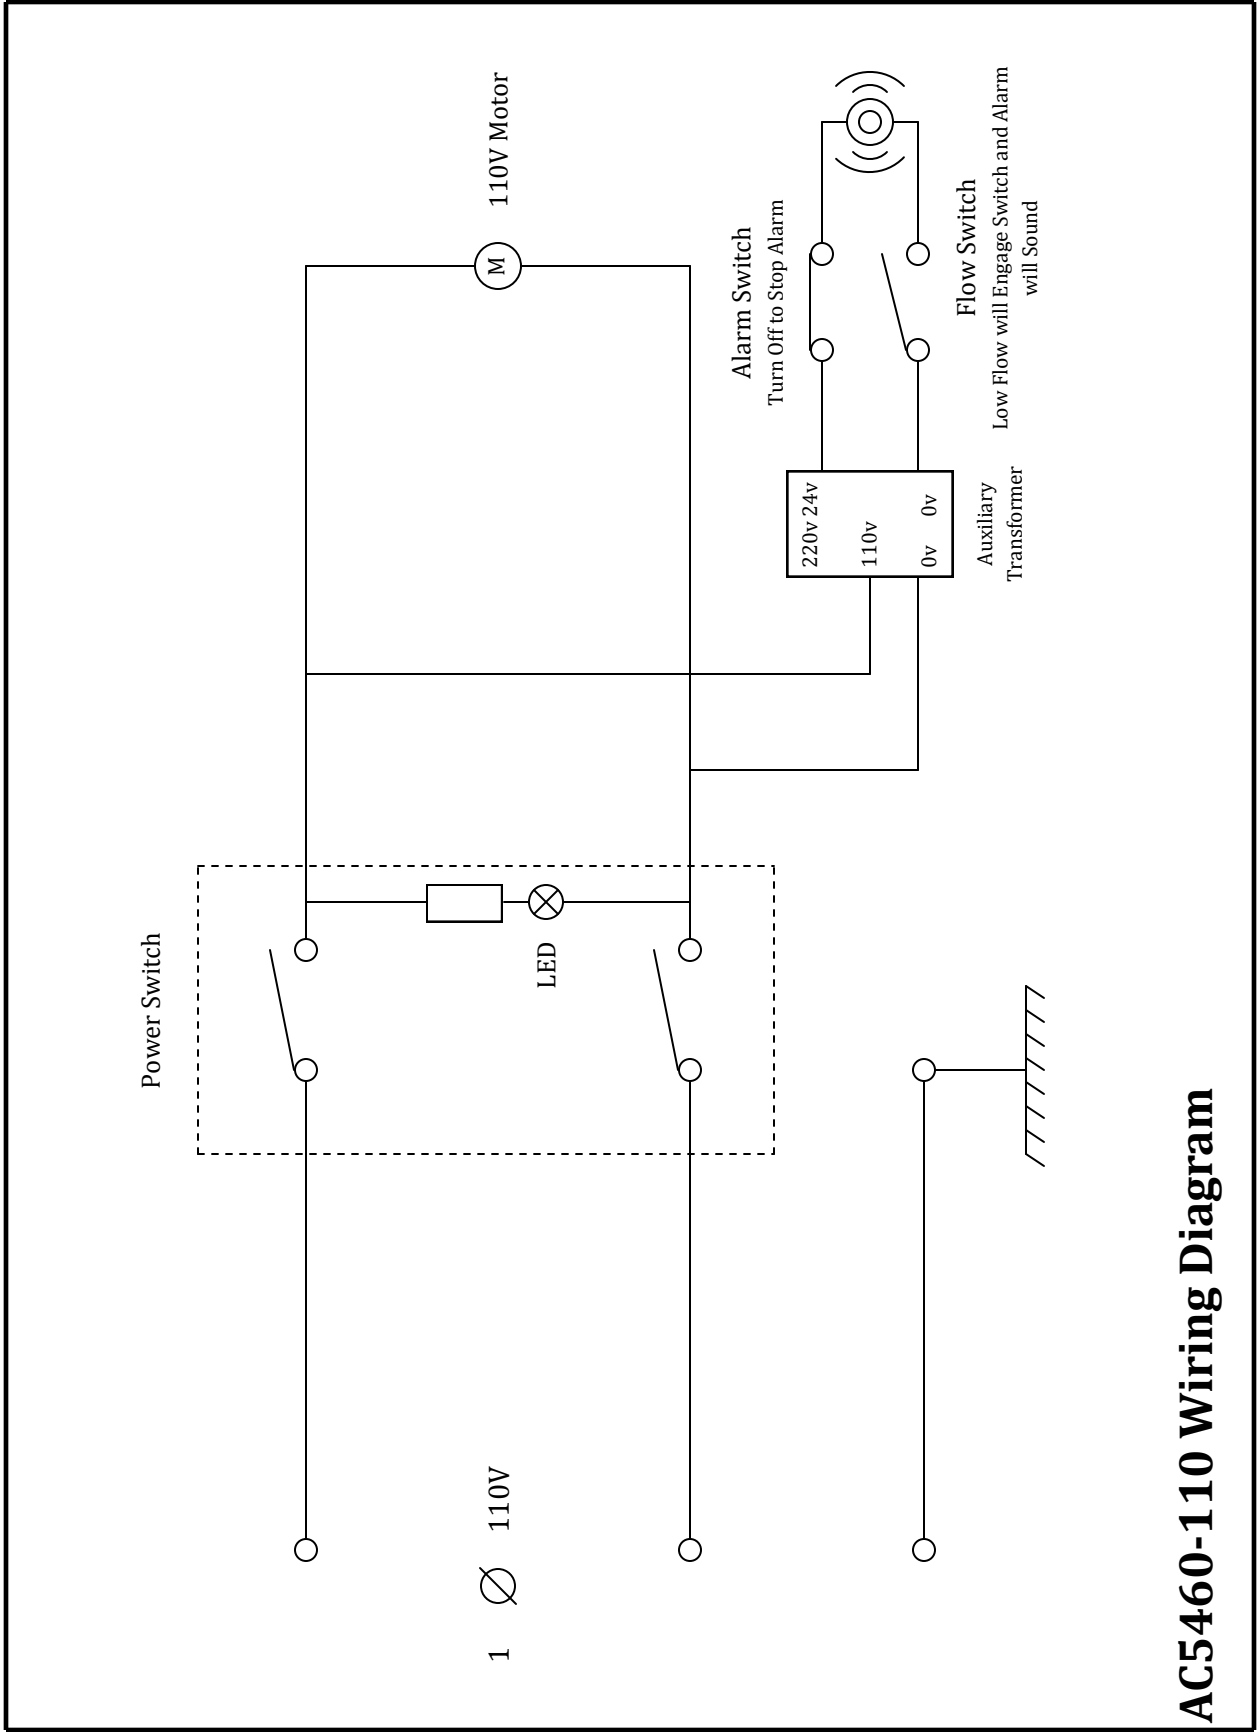 Power Switch
1 Ø 110V
LED
M
110V Motor
Alarm Switch
Turn Off to Stop Alarm
220v 24v
110v
0v 0v
Flow Switch
Low Flow will Engage Switch and Alarm
will Sound
Auxiliary
Transformer
AC5460-110 Wiring Diagram